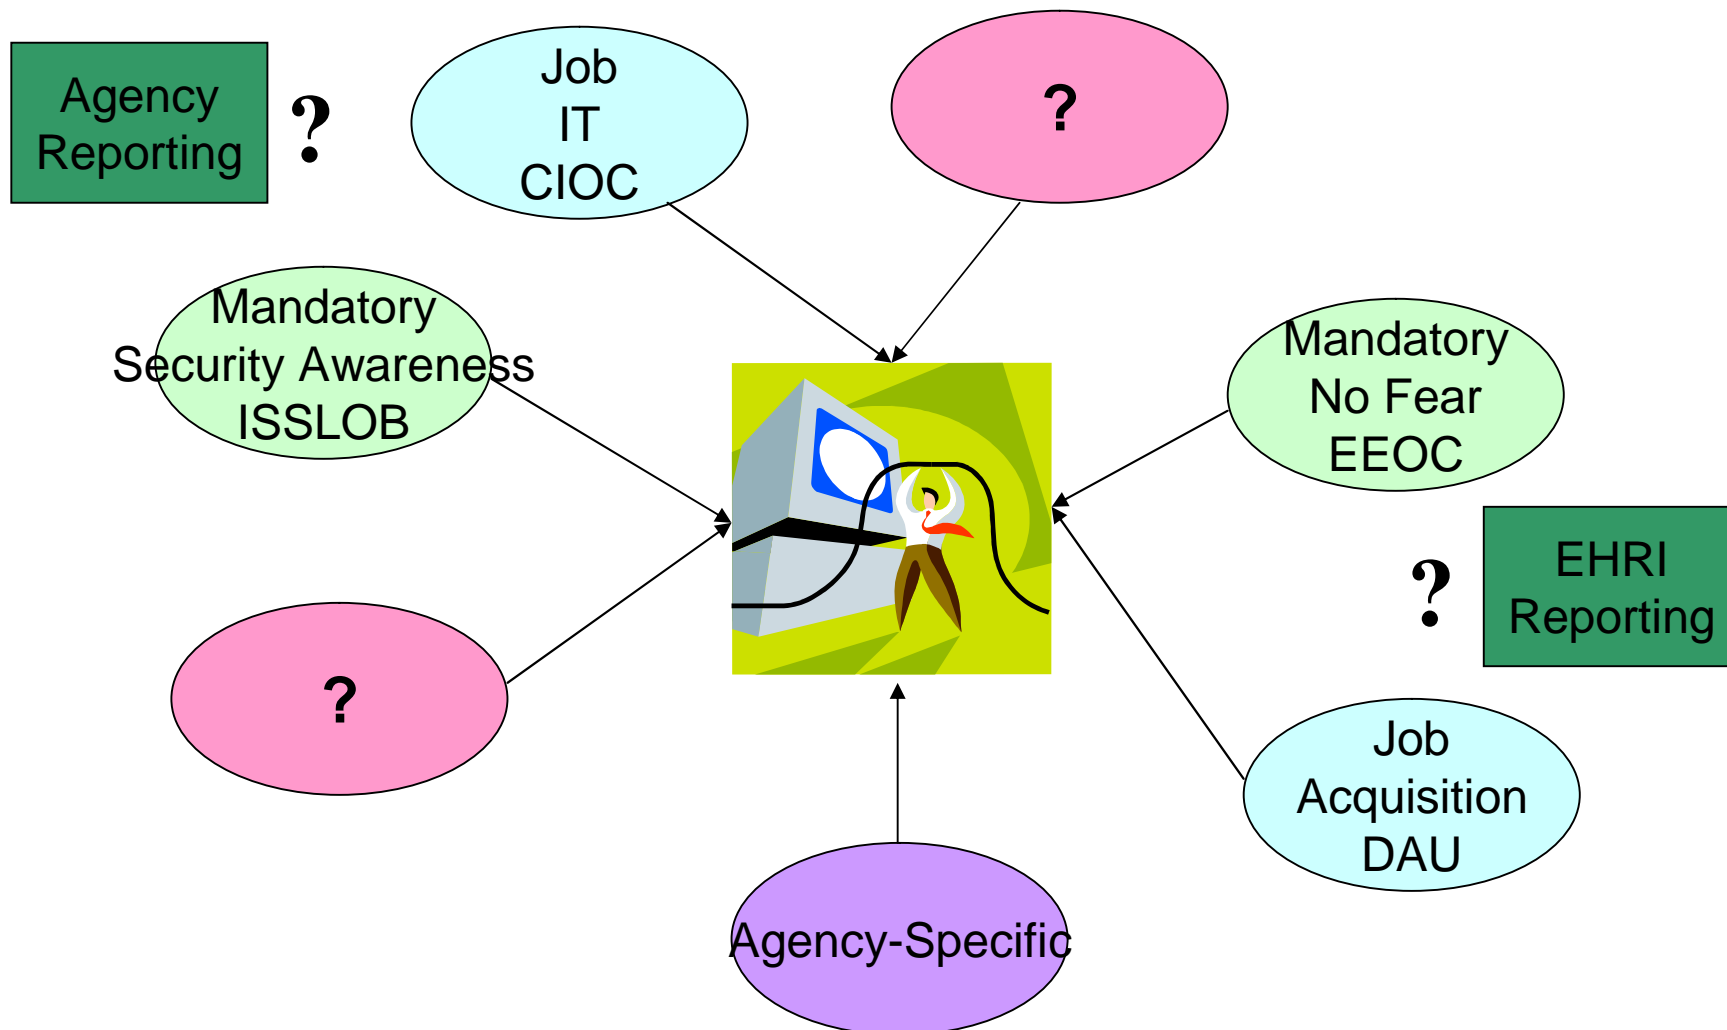 Agency
Reporting
?
Job
IT
CIOC
?
Mandatory
Security Awareness
ISSLOB
Mandatory
No Fear
EEOC
?
EHRI
Reporting
?
Job
Acquisition
DAU
Agency-Specific